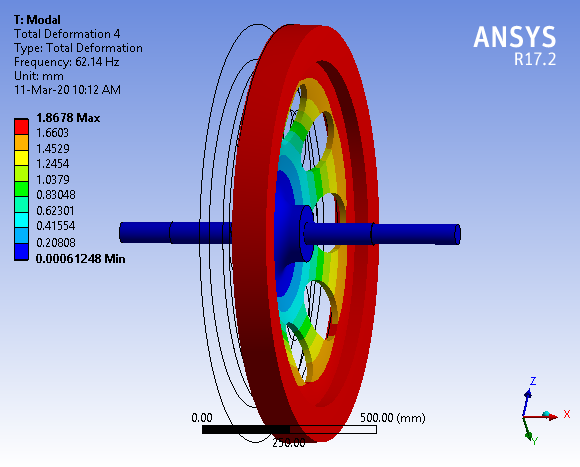 T: Modal
Total Deformation 4
Type: Total Deformation
Frequency: 62.14 Hz
Unit: mm
11-Mar-20 10:12 AM
ANSYS
R17.2
1.8678 Max
1.6603
1.4529
1.2454
1.0379
0.83048
0.62301
0.41554
0.20808
0.00061248 Min
0.00
500.00 (mm)
250.00
Z
X
Y